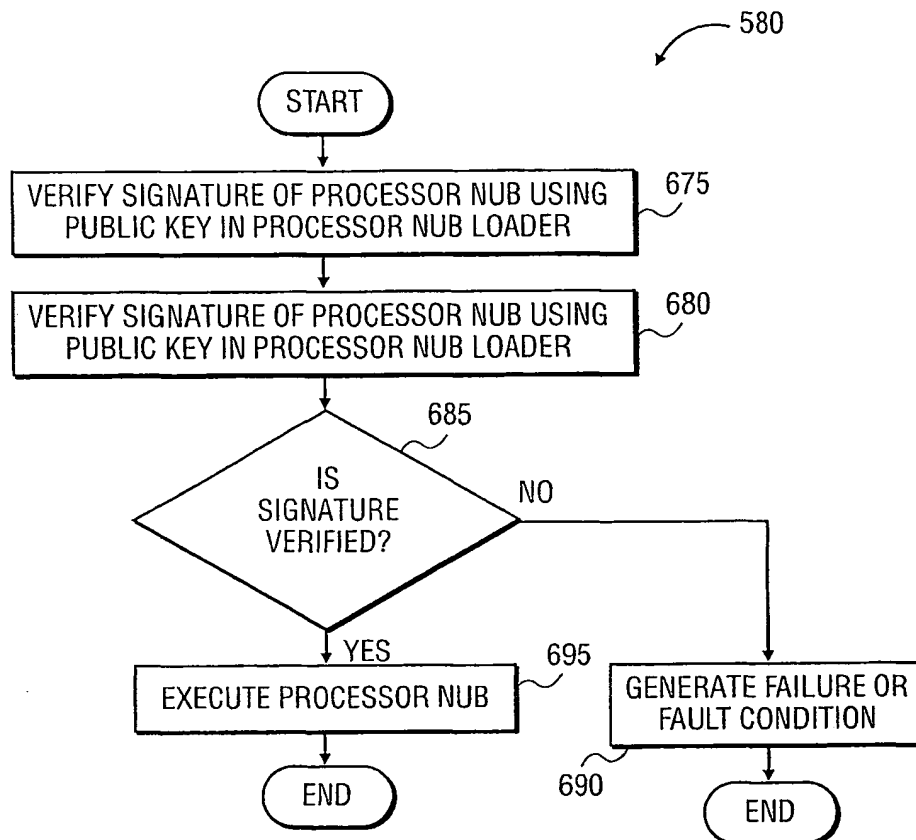 580
START
VERIFY SIGNATURE OF PROCESSOR NUB USING
PUBLIC KEY IN PROCESSOR NUB LOADER
675
VERIFY SIGNATURE OF PROCESSOR NUB USING
PUBLIC KEY IN PROCESSOR NUB LOADER
680
685
IS
SIGNATURE
VERIFIED?
NO
YES
EXECUTE PROCESSOR NUB
695
GENERATE FAILURE OR
FAULT CONDITION
690
END
END